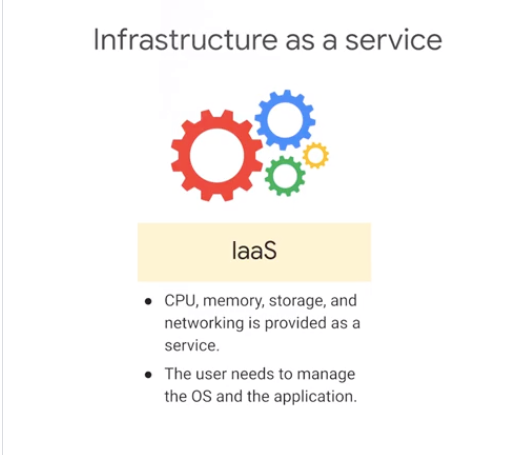 Infrastructure as a service
IaaS
• CPU, memory, storage, and
networking is provided as a
service.
• The user needs to manage
the OS and the application.